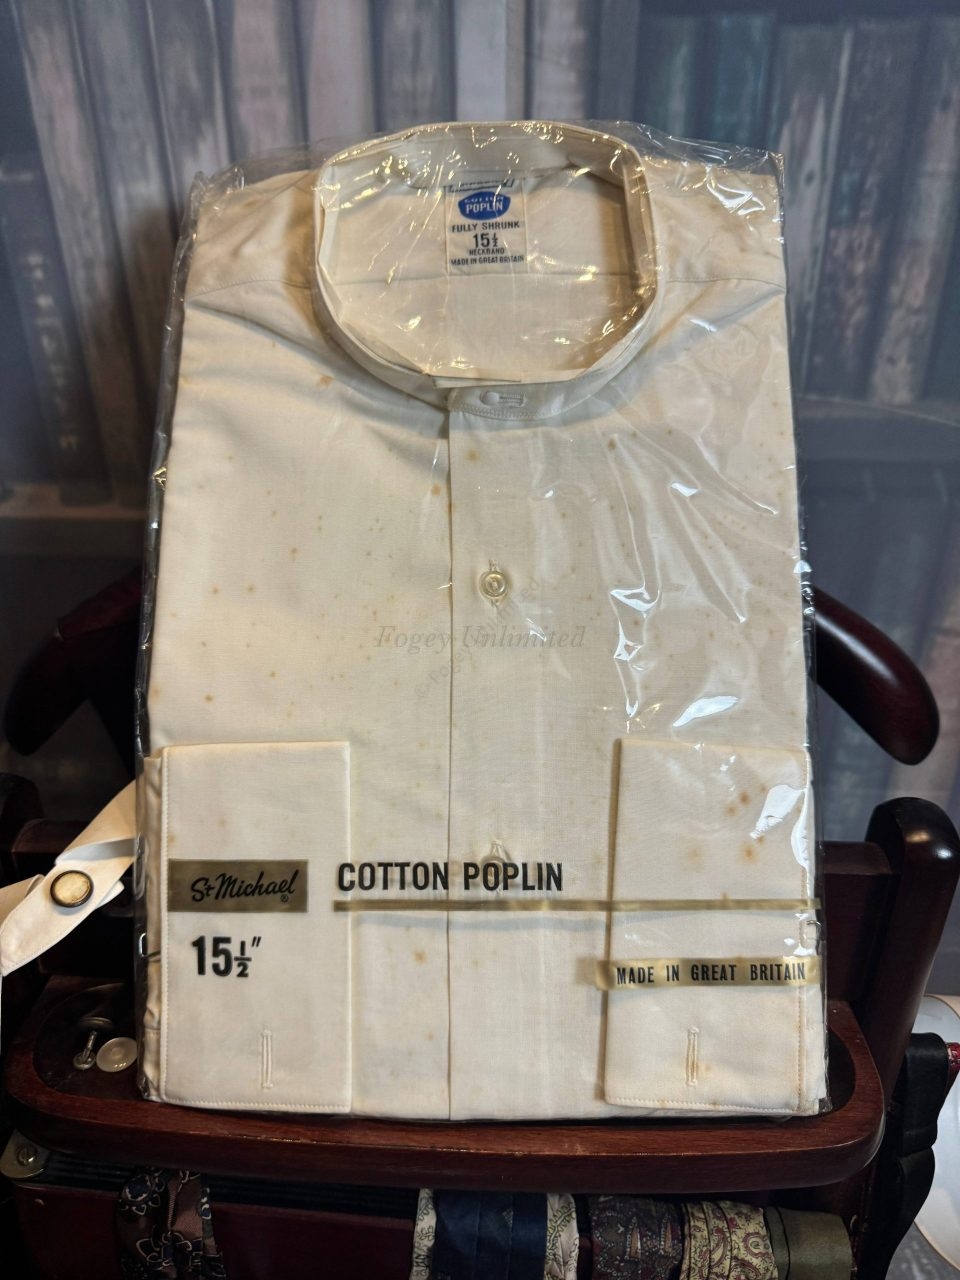 COTTON
POPLIN
FULLY SHRUNK
15½
NECKBAND
MADE IN GREAT BRITAIN
Fogey Unlimited
St Michael®
COTTON POPLIN
15½"
MADE IN GREAT BRITAIN